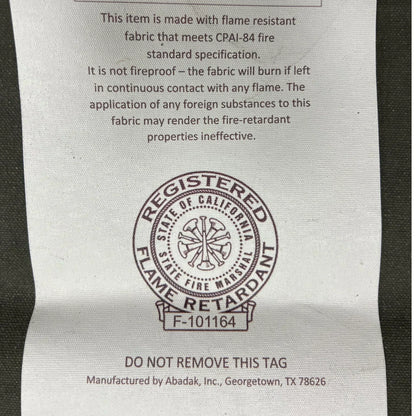 This item is made with flame resistant
fabric that meets CPAI-84 fire
standard specification.
It is not fireproof – the fabric will burn if left
in continuous contact with any flame. The
application of any foreign substances to this
fabric may render the fire-retardant
properties ineffective.
REGISTERED
STATE OF CALIFORNIA
STATE FIRE MARSHAL
FLAME RETARDANT
F-101164
DO NOT REMOVE THIS TAG
Manufactured by Abadak, Inc., Georgetown, TX 78626